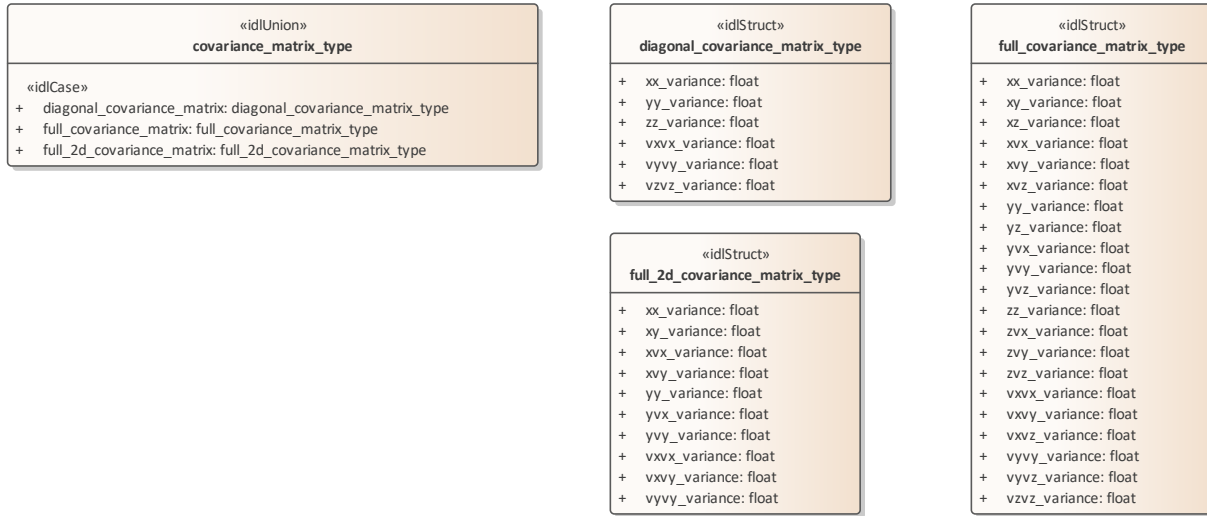 «idlUnion»
covariance_matrix_type
«idlCase»
+ diagonal_covariance_matrix: diagonal_covariance_matrix_type
+ full_covariance_matrix: full_covariance_matrix_type
+ full_2d_covariance_matrix: full_2d_covariance_matrix_type
«idlStruct»
diagonal_covariance_matrix_type
+ xx_variance: float
+ yy_variance: float
+ zz_variance: float
+ vxvx_variance: float
+ vyvy_variance: float
+ vzvz_variance: float
«idlStruct»
full_2d_covariance_matrix_type
+ xx_variance: float
+ xy_variance: float
+ xvx_variance: float
+ xvy_variance: float
+ yy_variance: float
+ yvx_variance: float
+ yvy_variance: float
+ vxvx_variance: float
+ vxvy_variance: float
+ vyvy_variance: float
«idlStruct»
full_covariance_matrix_type
+ xx_variance: float
+ xy_variance: float
+ xz_variance: float
+ xvx_variance: float
+ xvy_variance: float
+ xvz_variance: float
+ yy_variance: float
+ yz_variance: float
+ yvx_variance: float
+ yvy_variance: float
+ yvz_variance: float
+ zz_variance: float
+ zvx_variance: float
+ zvy_variance: float
+ zvz_variance: float
+ vxvx_variance: float
+ vxvy_variance: float
+ vxvz_variance: float
+ vyvy_variance: float
+ vyvz_variance: float
+ vzvz_variance: float